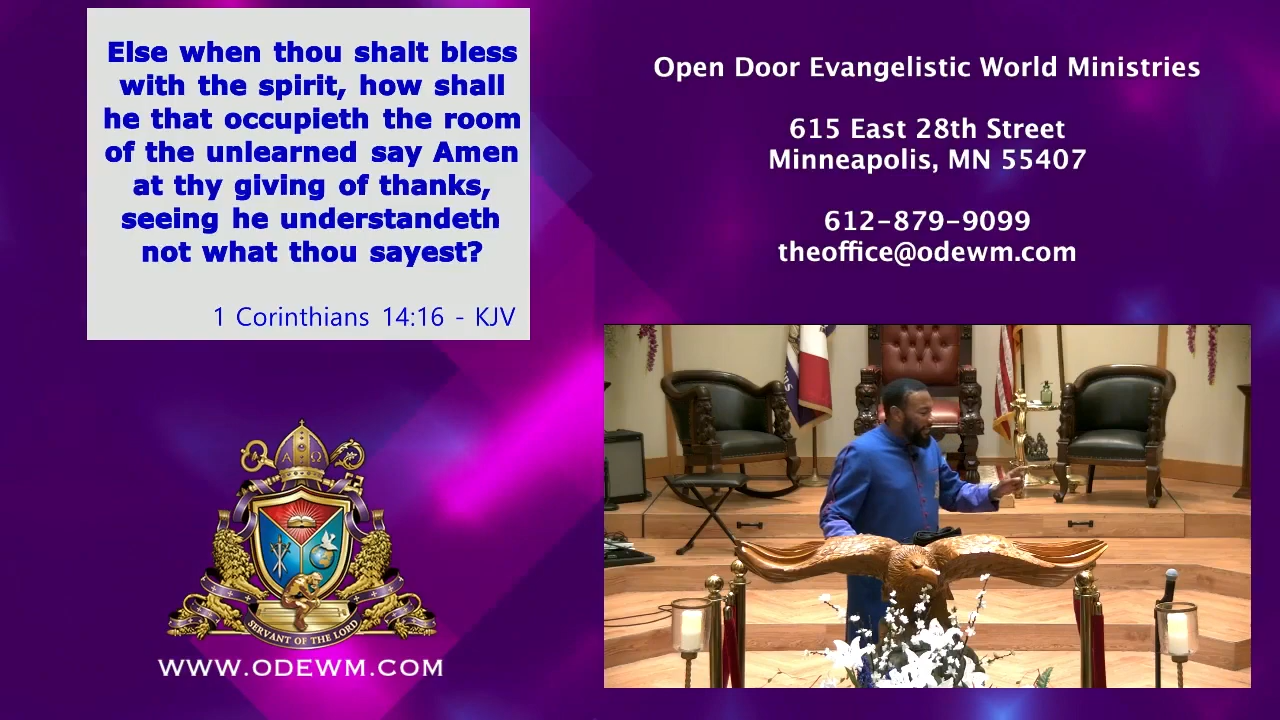 Else when thou shalt bless
with the spirit, how shall
he that occupieth the room
of the unlearned say Amen
at thy giving of thanks,
seeing he understandeth
not what thou sayest?
1 Corinthians 14:16 - KJV
Open Door Evangelistic World Ministries
615 East 28th Street
Minneapolis, MN 55407
612-879-9099
theoffice@odewm.com
Α Ω
SERVANT OF THE LORD
WWW.ODEWM.COM